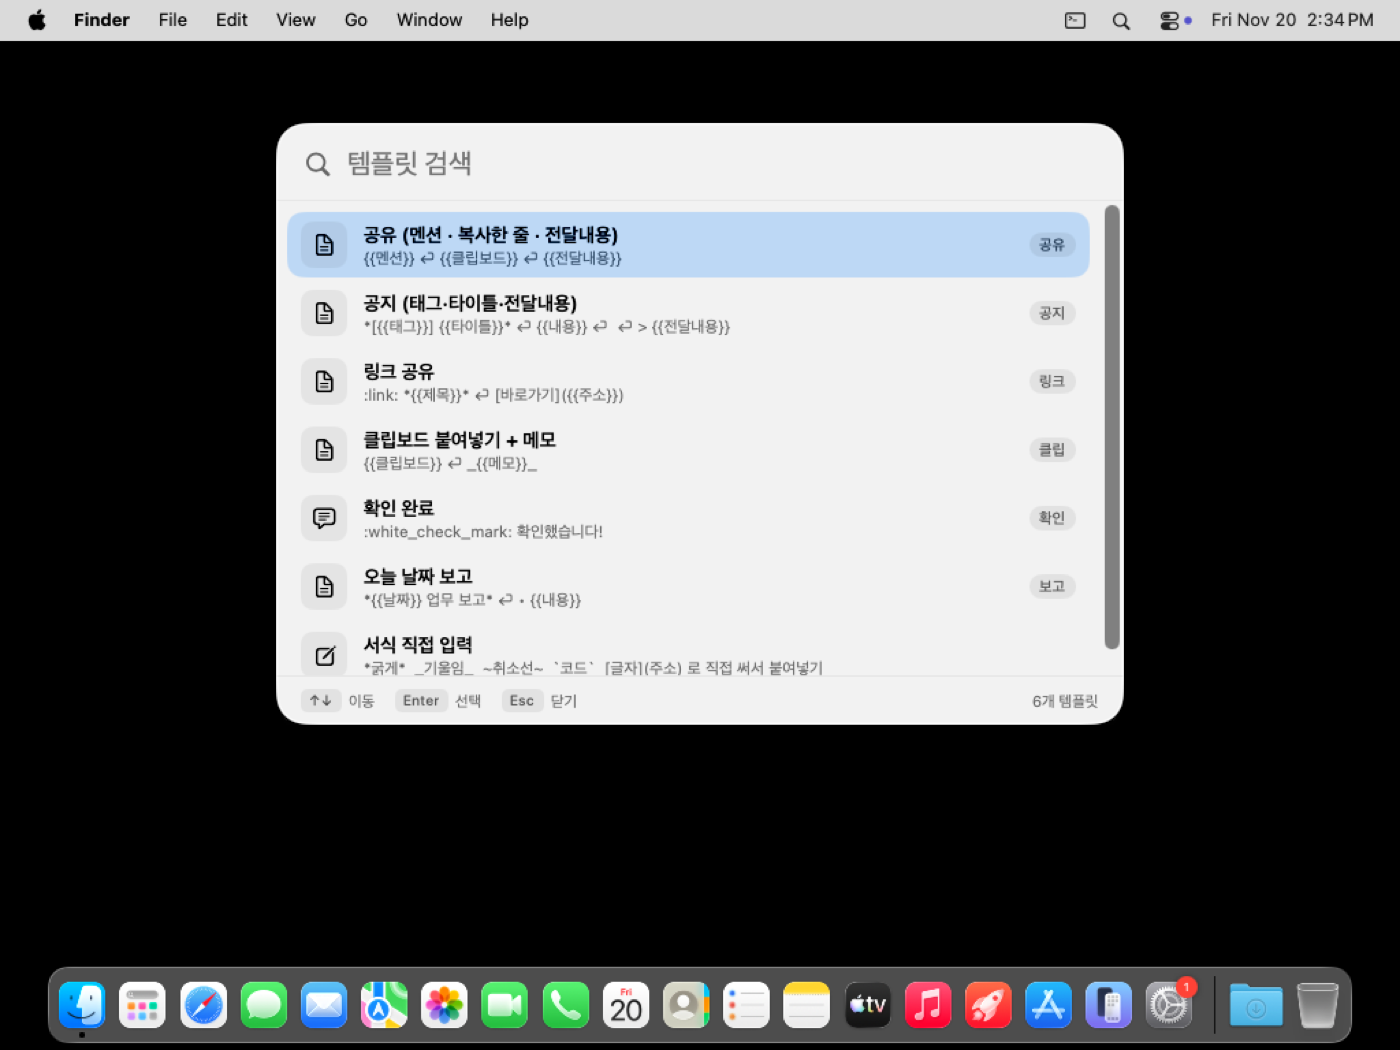 Finder File Edit View Go Window Help Fri Nov 20 2:34 PM
템플릿 검색
공유 (멘션 · 복사한 줄 · 전달내용)
{{멘션}} ⏎ {{클립보드}} ⏎ {{전달내용}}
공유
공지 (태그·타이틀·전달내용)
*[{{태그}}] {{타이틀}}* ⏎ {{내용}} ⏎ ⏎ > {{전달내용}}
공지
링크 공유
:link: *{{제목}}* ⏎ [바로가기]({{주소}})
링크
클립보드 붙여넣기 + 메모
{{클립보드}} ⏎ _{{메모}}_
클립
확인 완료
:white_check_mark: 확인했습니다!
확인
오늘 날짜 보고
*{{날짜}} 업무 보고* ⏎ • {{내용}}
보고
서식 직접 입력
*굵게* _기울임_ ~취소선~ `코드` [글자](주소) 로 직접 써서 붙여넣기
↑↓ 이동 Enter 선택 Esc 닫기 6개 템플릿
Fri
20
tv
1